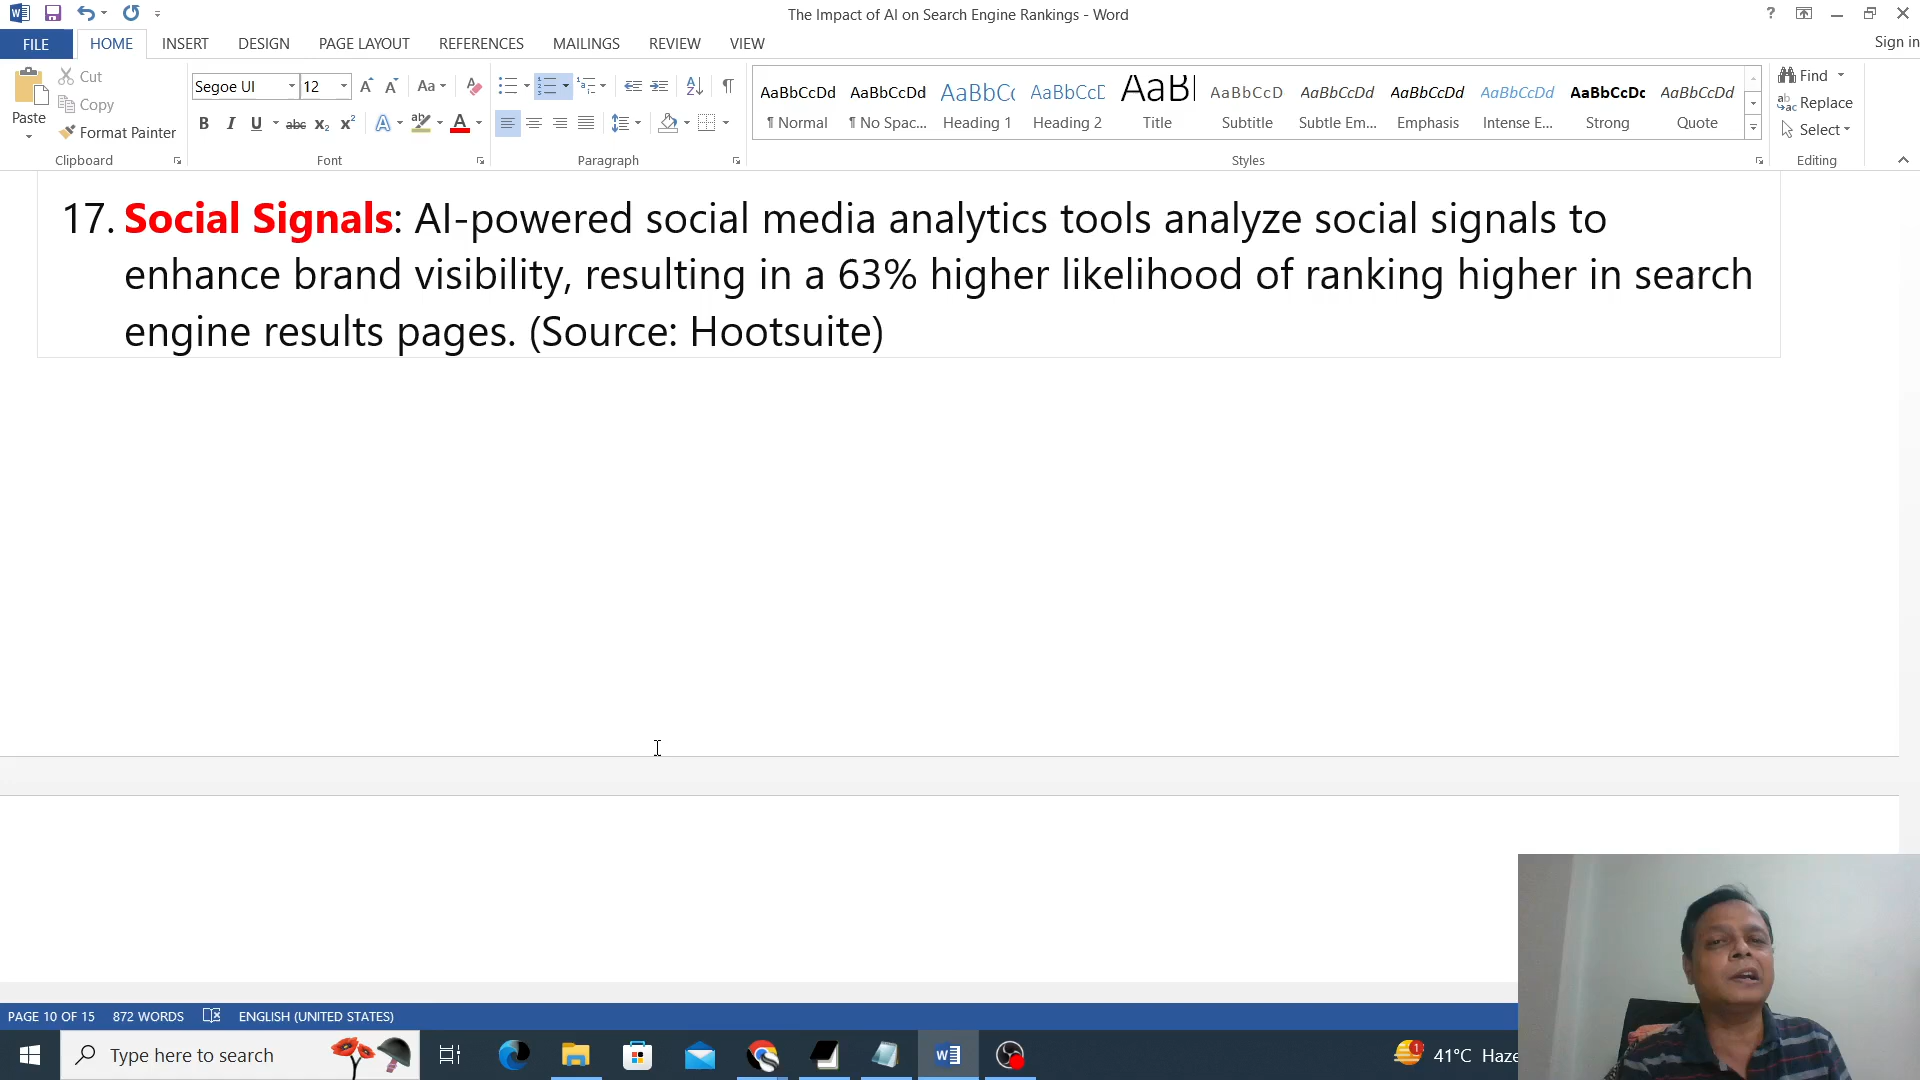 The Impact of AI on Search Engine Rankings - Word
?
Sign in
FILE
HOME
INSERT
DESIGN
PAGE LAYOUT
REFERENCES
MAILINGS
REVIEW
VIEW
Paste
Cut
Copy
Format Painter
Clipboard
Segoe UI
12
Font
Paragraph
AaBbCcDd
¶ Normal
AaBbCcDd
¶ No Spac...
AaBbC
Heading 1
AaBbCcD
Heading 2
AaBb
Title
AaBbCcD
Subtitle
AaBbCcDd
Subtle Em...
AaBbCcDd
Emphasis
AaBbCcDd
Intense E...
AaBbCcDc
Strong
AaBbCcDd
Quote
Styles
Find
Replace
Select
Editing
17. Social Signals: AI-powered social media analytics tools analyze social signals to
enhance brand visibility, resulting in a 63% higher likelihood of ranking higher in search
engine results pages. (Source: Hootsuite)
PAGE 10 OF 15
872 WORDS
ENGLISH (UNITED STATES)
Type here to search
41°C Haze